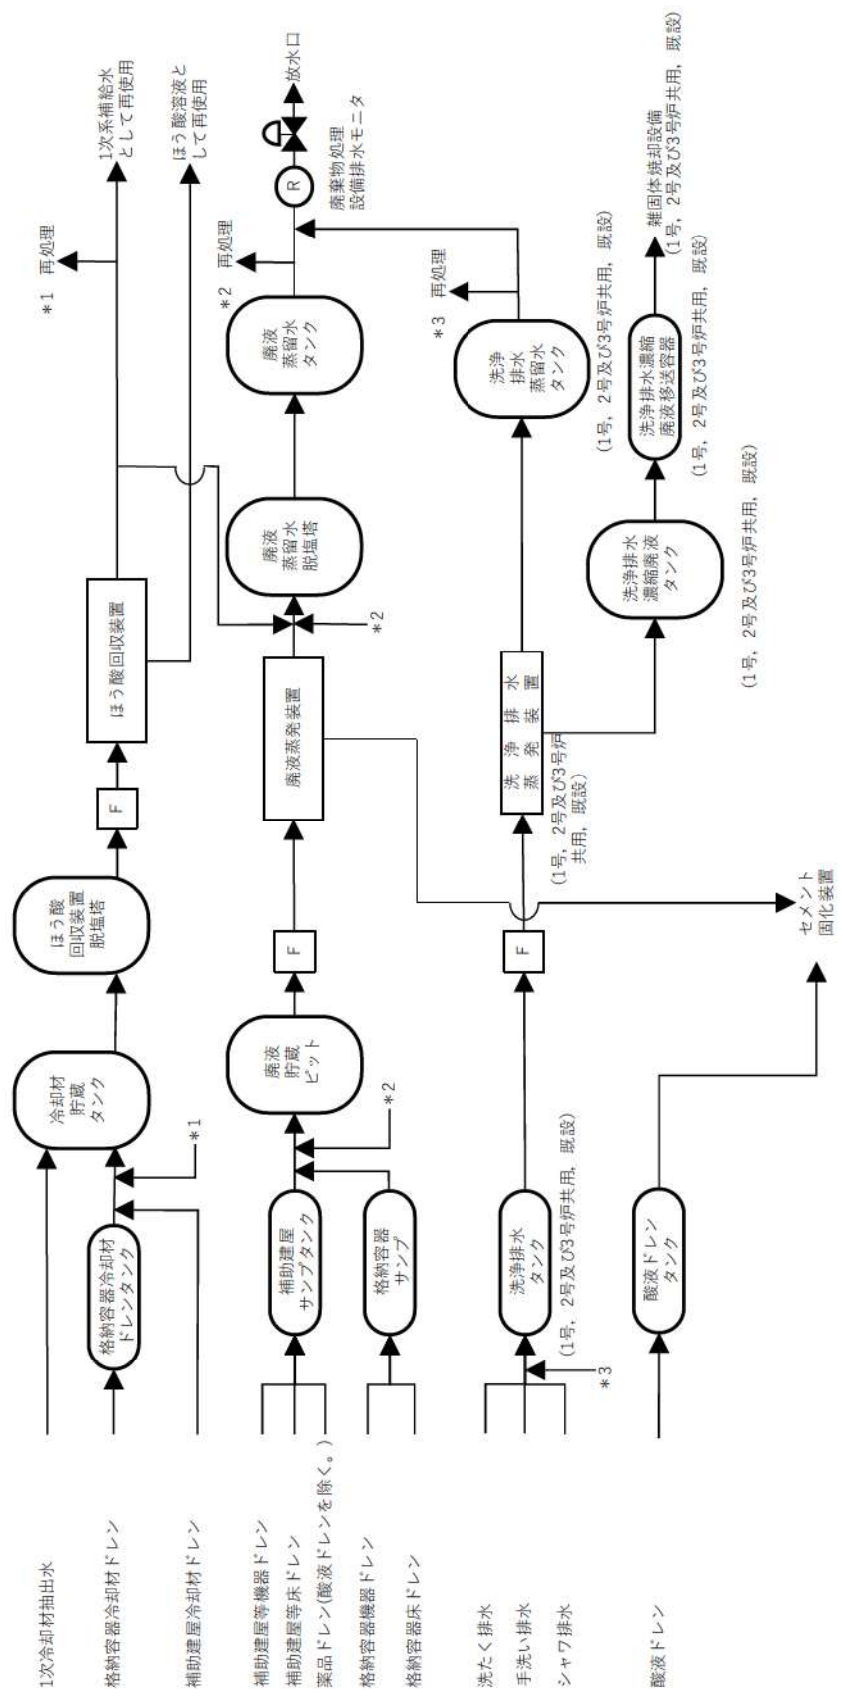 1次冷却材抽出水
格納容器冷却材ドレン
補助建屋冷却材ドレン
格納容器冷却材
ドレンタンク
*1
冷却材
貯蔵
タンク
ほう酸
回収装置
脱塩塔
F
ほう酸回収装置
*1 再処理
1次系補給水
として再使用
ほう酸溶液と
して再使用
補助建屋等機器ドレン
補助建屋等床ドレン
薬品ドレン(酸液ドレンを除く。)
格納容器機器ドレン
格納容器床ドレン
補助建屋
サンプタンク
格納容器
サンプ
*2
廃液
貯蔵
ピット
F
廃液蒸発装置
*2
廃液
蒸留水
脱塩塔
廃液
蒸留水
タンク
*2 再処理
R
廃棄物処理
設備排水モニタ
放水口
洗たく排水
手洗い排水
シャワ排水
*3
洗浄排水
タンク
(1号, 2号及び3号炉共用, 既設)
F
洗浄排水
蒸発装置
(1号, 2号及び3号炉
共用, 既設)
洗浄
排水
蒸留水
タンク
(1号, 2号及び3号炉共用, 既設)
*3 再処理
洗浄排水
濃縮廃液
タンク
(1号, 2号及び3号炉共用, 既設)
洗浄排水濃縮
廃液移送容器
(1号, 2号及び3号炉共用, 既設)
雑固体焼却設備
(1号, 2号及び3号炉共用, 既設)
酸液ドレン
酸液ドレン
タンク
セメント
固化装置